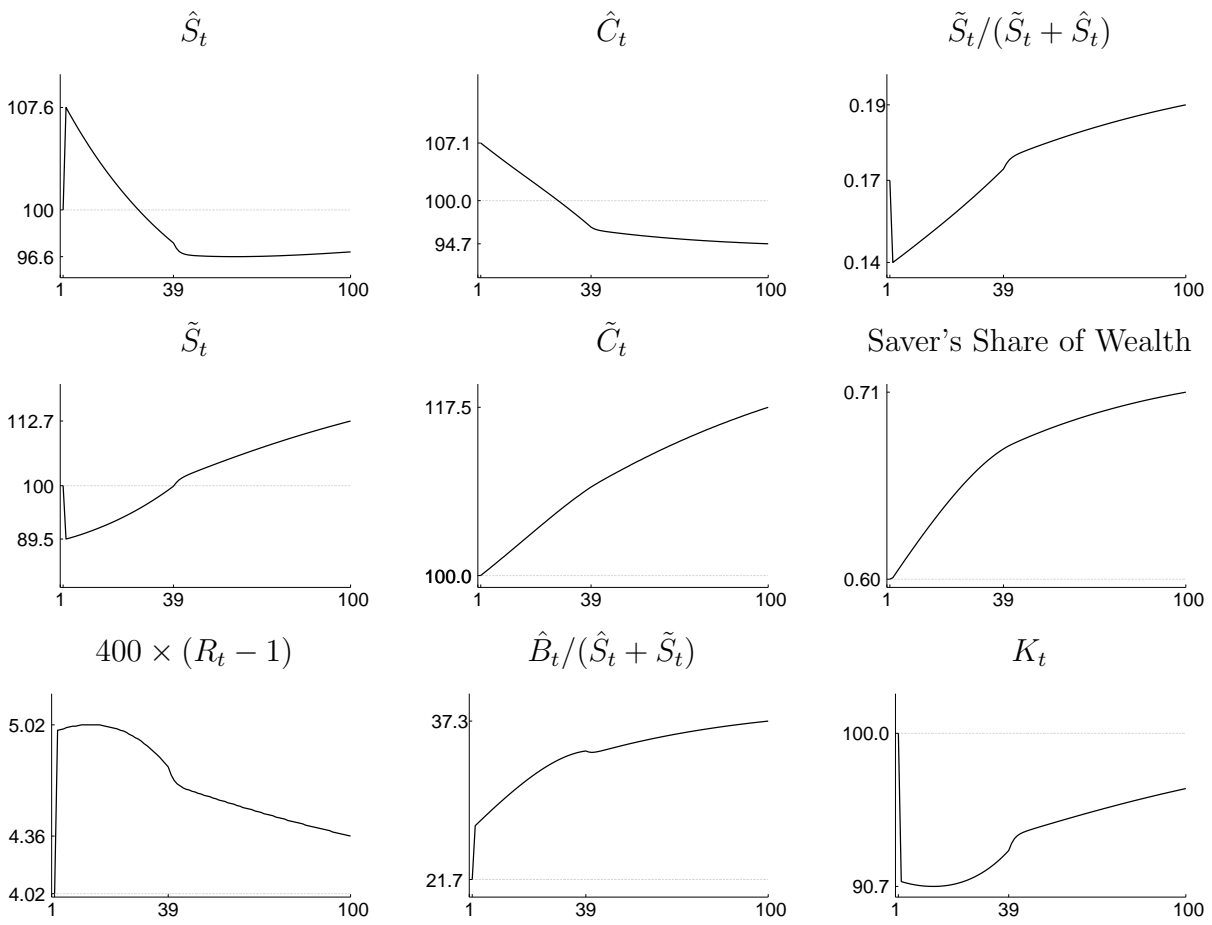 Ŝ_t Ĉ_t S̃_t/(S̃_t + Ŝ_t)
107.6
100
96.6
1 39 100
107.1
100.0
94.7
1 39 100
0.19
0.17
0.14
1 39 100
S̃_t C̃_t Saver's Share of Wealth
112.7
100
89.5
1 39 100
117.5
100.0
1 39 100
0.71
0.60
1 39 100
400 × (R_t − 1) B̂_t/(Ŝ_t + S̃_t) K_t
5.02
4.36
4.02
1 39 100
37.3
21.7
1 39 100
100.0
90.7
1 39 100